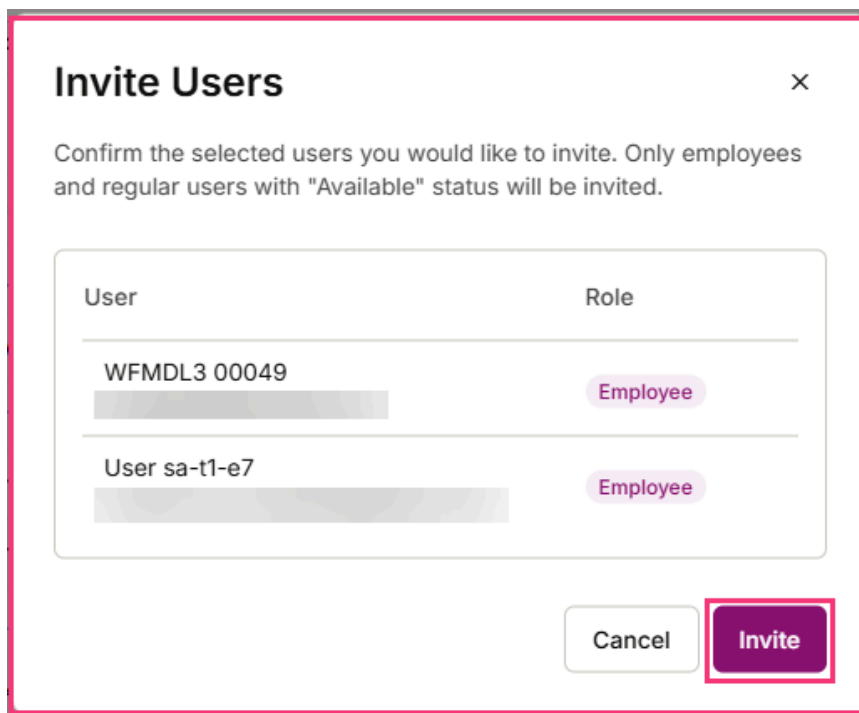 Invite Users
Confirm the selected users you would like to invite. Only employees
and regular users with "Available" status will be invited.
User Role
WFMDL3 00049
Employee
User sa-t1-e7
Employee
Cancel Invite